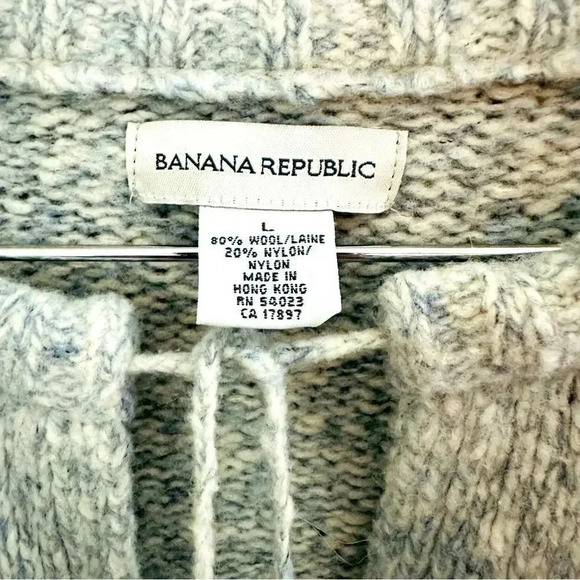 BANANA REPUBLIC
L
80% WOOL/LAINE
20% NYLON/
NYLON
MADE IN
HONG KONG
RN 54023
CA 17897